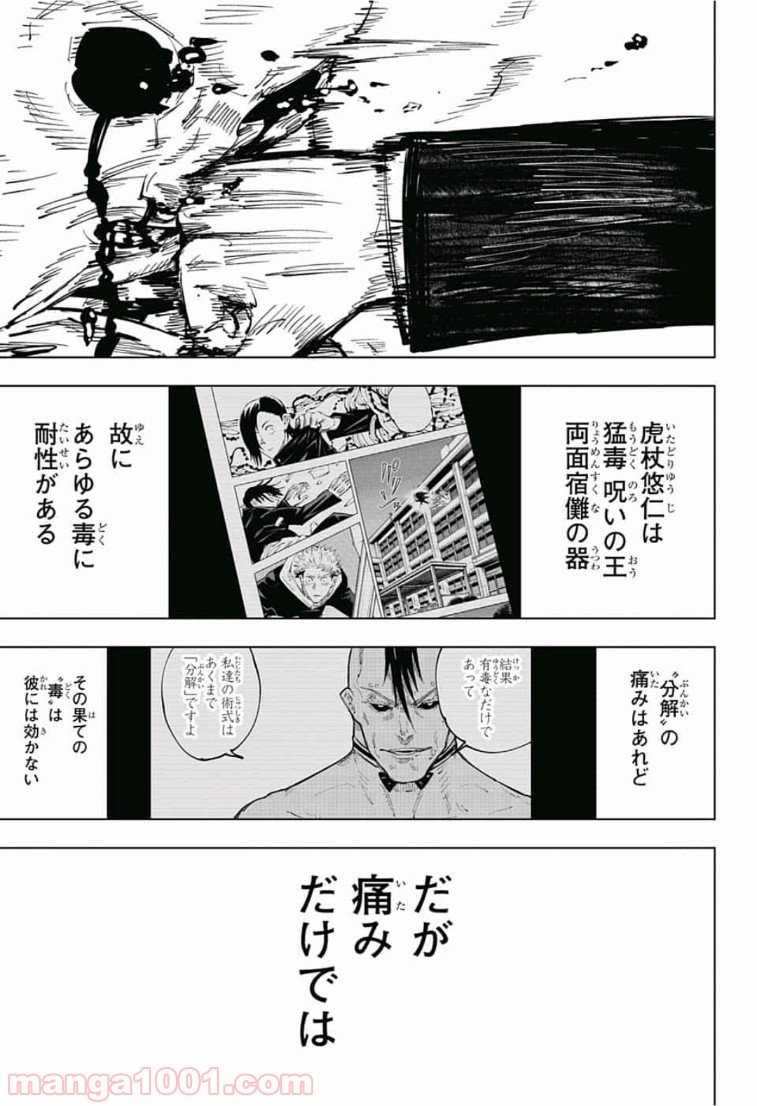 虎杖悠仁は
猛毒 呪いの王
両面宿儺の器
故に
あらゆる毒に
耐性がある
〝分解〟の
痛みはあれど
結果
有毒なだけで
あって
私達の術式は
あくまで
「分解」ですよ
その果ての
〝毒〟は
彼には効かない
だが
痛み
だけでは
manga1001.com